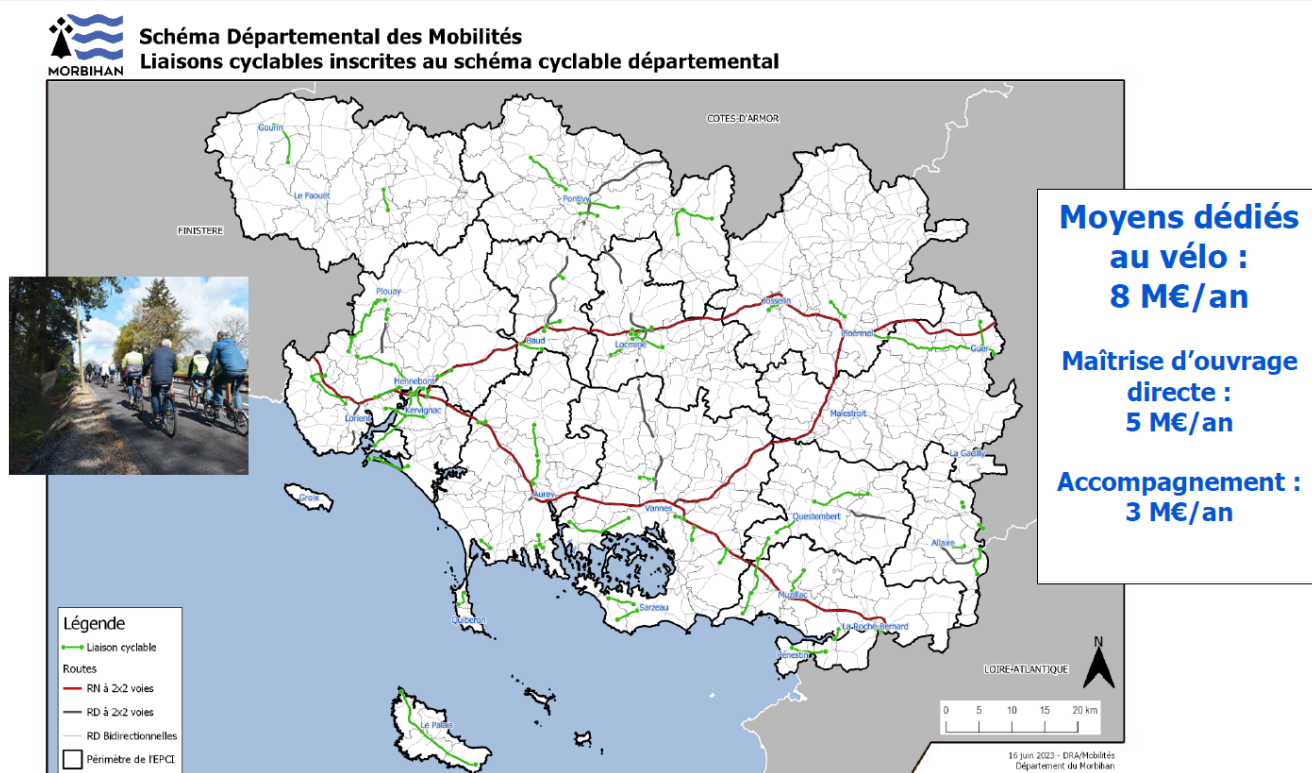 MORBIHAN
Schéma Départemental des Mobilités
Liaisons cyclables inscrites au schéma cyclable départemental
COTES-D'ARMOR
Gourin
Le Faouët
Pontivy
FINISTERE
Plouay
Josselin
Ploërmel
Guer
Baud
Locminé
Hennebont
Kervignac
Lorient
Malestroit
La Gacilly
Groix
Auray
Vannes
Questembert
Allaire
Muzillac
Sarzeau
Quiberon
La Roche-Bernard
Pénestin
LOIRE-ATLANTIQUE
Le Palais
Moyens dédiés
au vélo :
8 M€/an
Maîtrise d'ouvrage
directe :
5 M€/an
Accompagnement :
3 M€/an
Légende
Liaison cyclable
Routes
RN à 2x2 voies
RD à 2x2 voies
RD Bidirectionnelles
Périmètre de l'EPCI
N
0 5 10 15 20 km
16 juin 2023 - DRA/Mobilités
Département du Morbihan